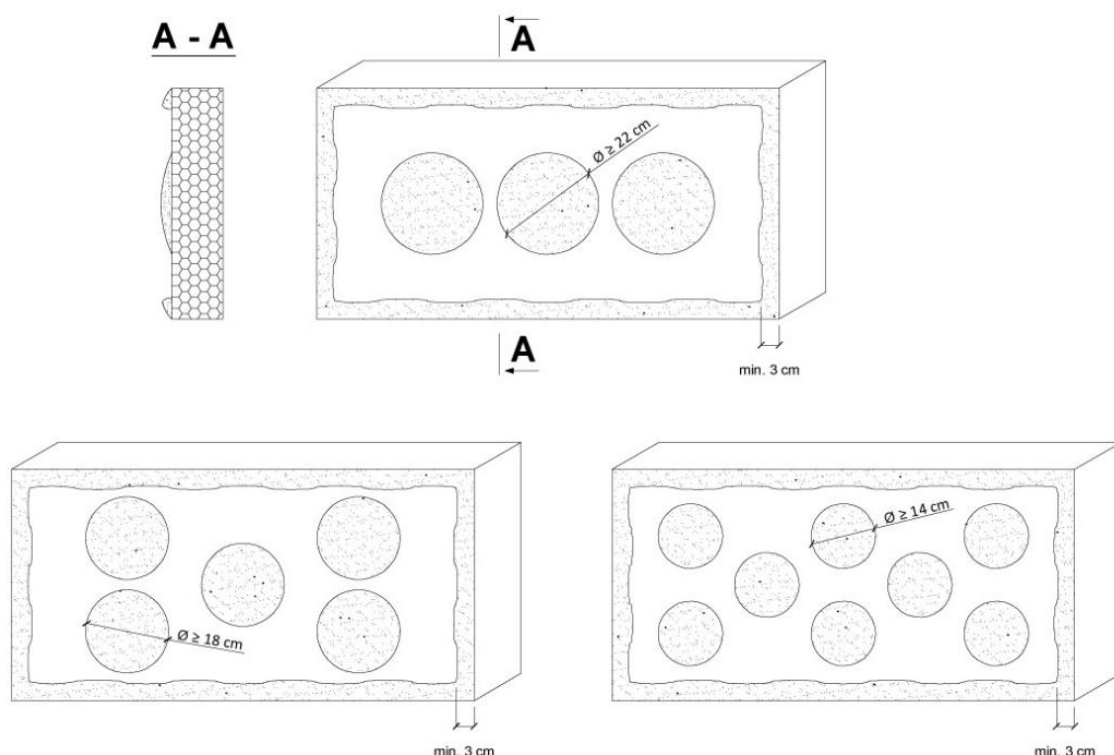 A - A
A
Ø ≥ 22 cm
A
min. 3 cm
Ø ≥ 18 cm
min. 3 cm
Ø ≥ 14 cm
min. 3 cm